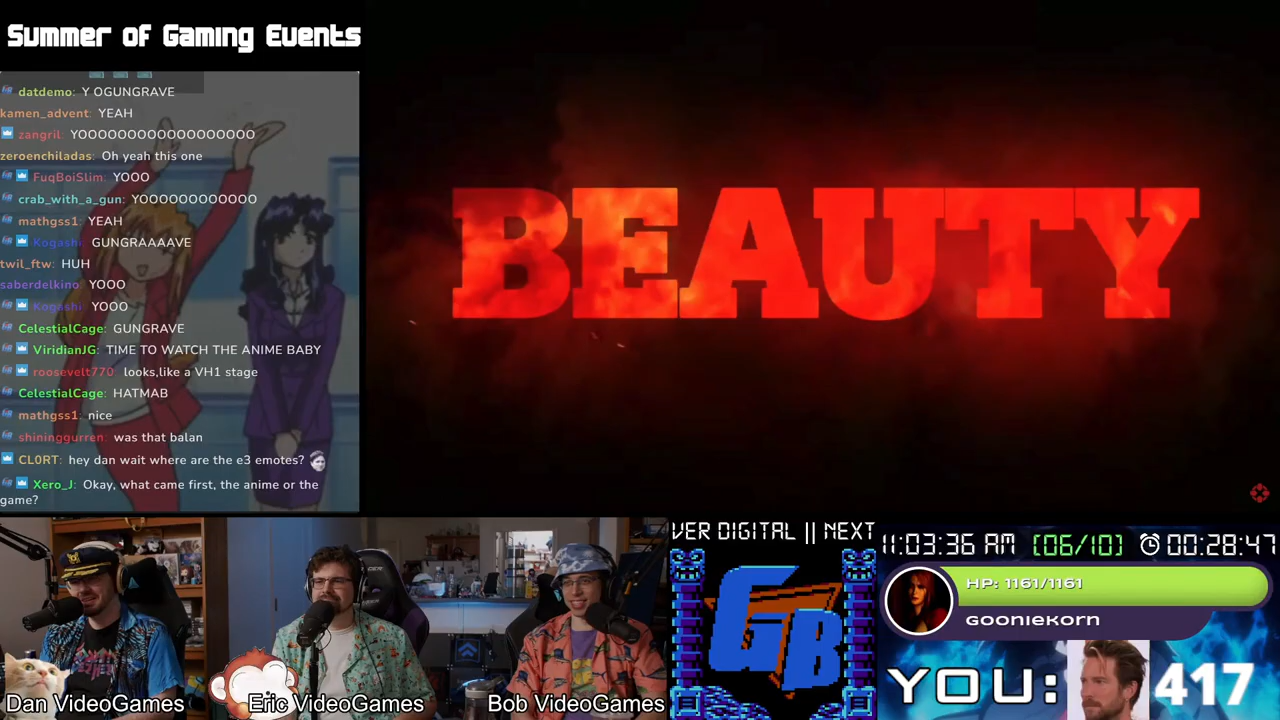 Summer of Gaming Events
datdemo: Y OGUNGRAVE
kamen_advent: YEAH
zangril: YOOOOOOOOOOOOOOOOOO
zeroenchiladas: Oh yeah this one
FuqBoiSlim: YOOO
crab_with_a_gun: YOOOOOOOOOOOO
mathgss1: YEAH
Kogashi: GUNGRAAAAVE
twil_ftw: HUH
saberdelkino: YOOO
Kogashi: YOOO
CelestialCage: GUNGRAVE
ViridianJG: TIME TO WATCH THE ANIME BABY
roosevelt770: looks,like a VH1 stage
CelestialCage: HATMAB
mathgss1: nice
shininggurren: was that balan
CL0RT: hey dan wait where are the e3 emotes?
Xero_J: Okay, what came first, the anime or the
game?
BEAUTY
VER DIGITAL || NEXT
11:03:36 AM [06/10] 00:28:47
HP: 1161/1161
GOONIEKORN
GB
YOU: 417
Dan VideoGames
Eric VideoGames
Bob VideoGames